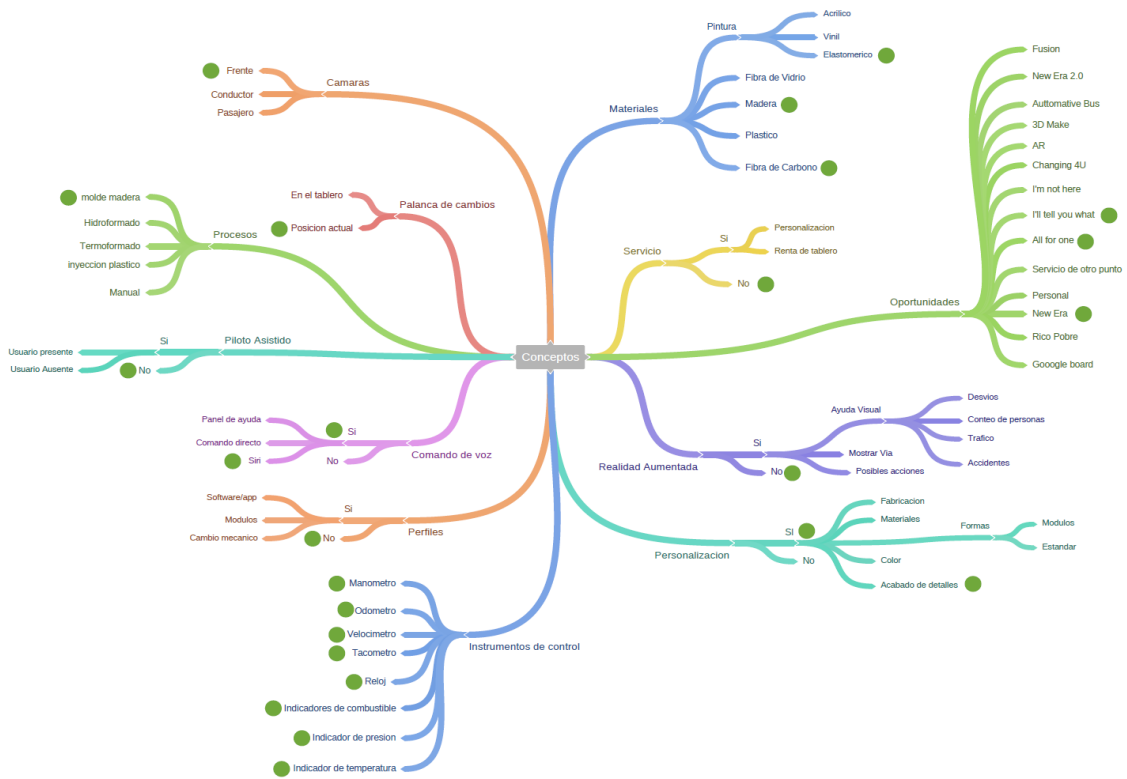 Conceptos
Camaras
Frente
Conductor
Pasajero
Palanca de cambios
En el tablero
Posicion actual
Procesos
molde madera
Hidroformado
Termoformado
inyeccion plastico
Manual
Piloto Asistido
Si
Usuario presente
Usuario Ausente
No
Comando de voz
Si
Panel de ayuda
Comando directo
Siri
No
Perfiles
Si
Software/app
Modulos
Cambio mecanico
No
Instrumentos de control
Manometro
Odometro
Velocimetro
Tacometro
Reloj
Indicadores de combustible
Indicador de presion
Indicador de temperatura
Materiales
Pintura
Acrilico
Vinil
Elastomerico
Fibra de Vidrio
Madera
Plastico
Fibra de Carbono
Servicio
Si
Personalizacion
Renta de tablero
No
Oportunidades
Fusion
New Era 2.0
Auttomative Bus
3D Make
AR
Changing 4U
I'm not here
I'll tell you what
All for one
Servicio de otro punto
Personal
New Era
Rico Pobre
Gooogle board
Realidad Aumentada
Si
Ayuda Visual
Desvios
Conteo de personas
Trafico
Accidentes
Mostrar Via
Posibles acciones
No
Personalizacion
SI
Fabricacion
Materiales
Formas
Modulos
Estandar
Color
Acabado de detalles
No